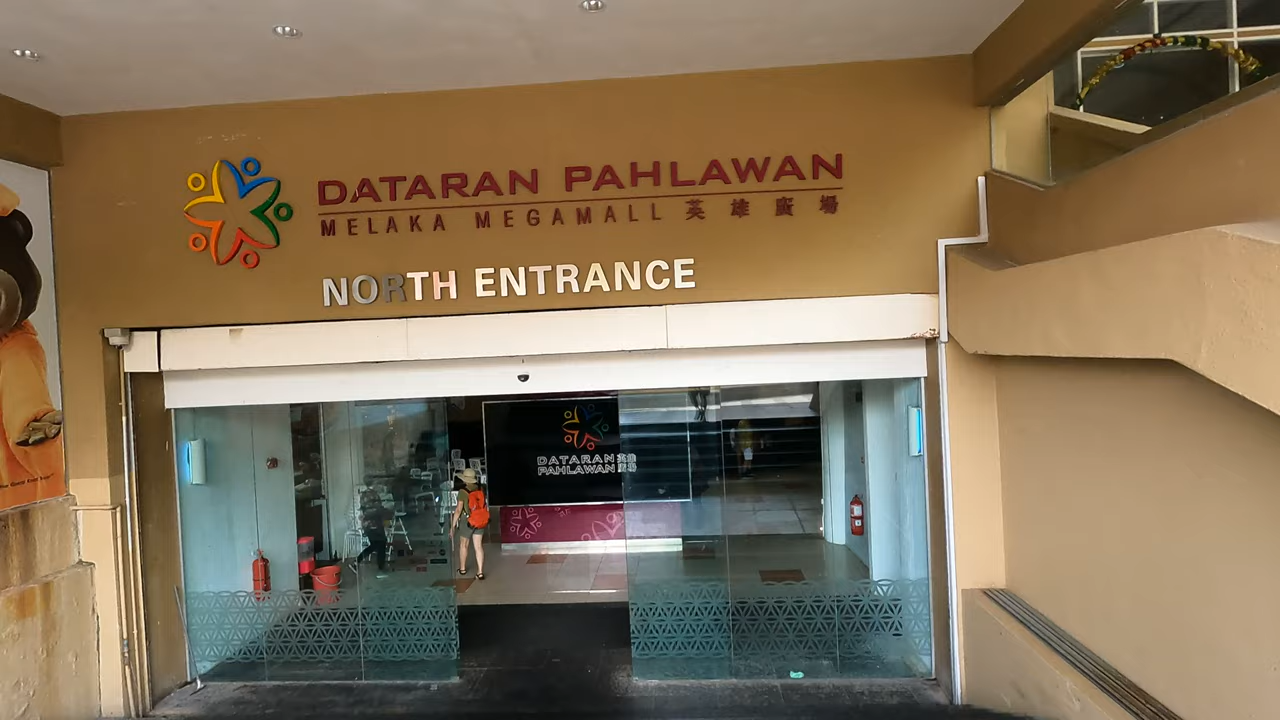 DATARAN PAHLAWAN
MELAKA MEGAMALL 英雄廣場
NORTH ENTRANCE
DATARAN 英雄
PAHLAWAN 廣場